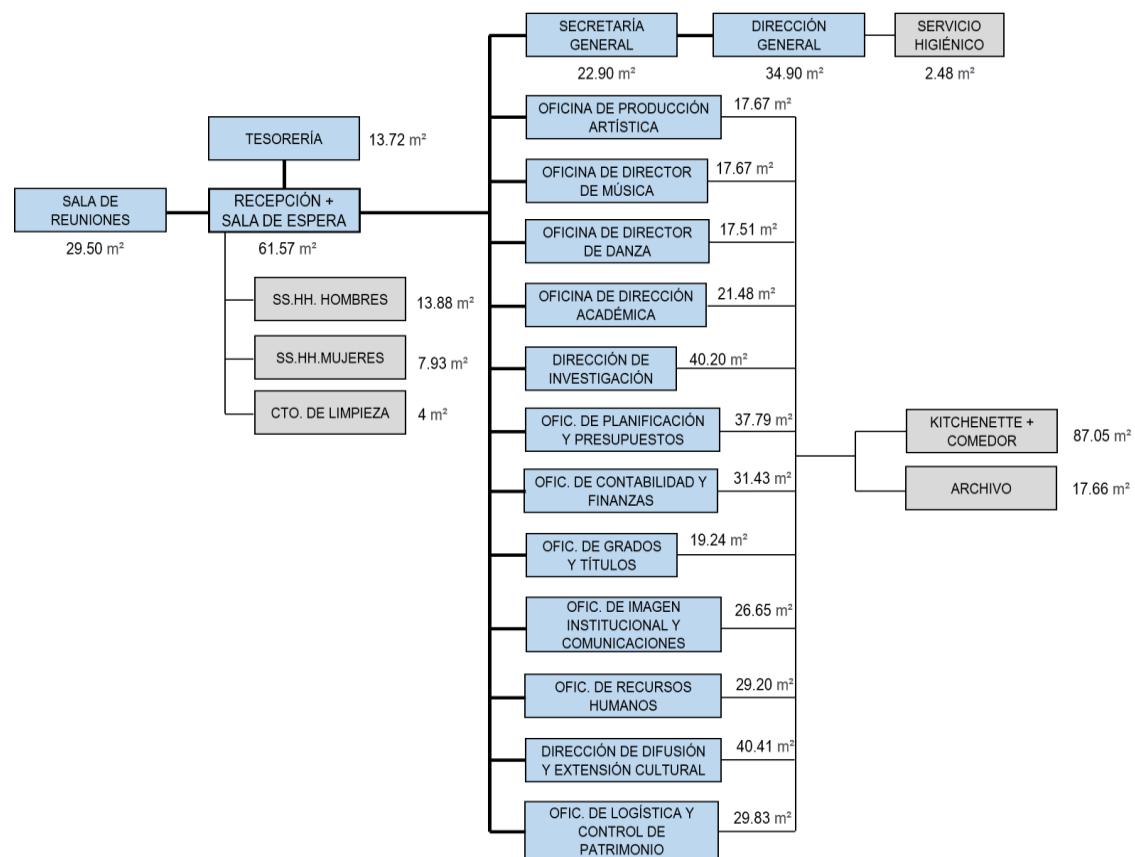 SECRETARÍA
GENERAL
22.90 m²
DIRECCIÓN
GENERAL
34.90 m²
SERVICIO
HIGIÉNICO
2.48 m²
TESORERÍA
13.72 m²
SALA DE
REUNIONES
29.50 m²
RECEPCIÓN +
SALA DE ESPERA
61.57 m²
SS.HH. HOMBRES
13.88 m²
SS.HH.MUJERES
7.93 m²
CTO. DE LIMPIEZA
4 m²
OFICINA DE PRODUCCIÓN
ARTÍSTICA
17.67 m²
OFICINA DE DIRECTOR
DE MÚSICA
17.67 m²
OFICINA DE DIRECTOR
DE DANZA
17.51 m²
OFICINA DE DIRECCIÓN
ACADÉMICA
21.48 m²
DIRECCIÓN DE
INVESTIGACIÓN
40.20 m²
OFIC. DE PLANIFICACIÓN
Y PRESUPUESTOS
37.79 m²
OFIC. DE CONTABILIDAD Y
FINANZAS
31.43 m²
OFIC. DE GRADOS
Y TÍTULOS
19.24 m²
OFIC. DE IMAGEN
INSTITUCIONAL Y
COMUNICACIONES
26.65 m²
OFIC. DE RECURSOS
HUMANOS
29.20 m²
DIRECCIÓN DE DIFUSIÓN
Y EXTENSIÓN CULTURAL
40.41 m²
OFIC. DE LOGÍSTICA Y
CONTROL DE
PATRIMONIO
29.83 m²
KITCHENETTE +
COMEDOR
87.05 m²
ARCHIVO
17.66 m²